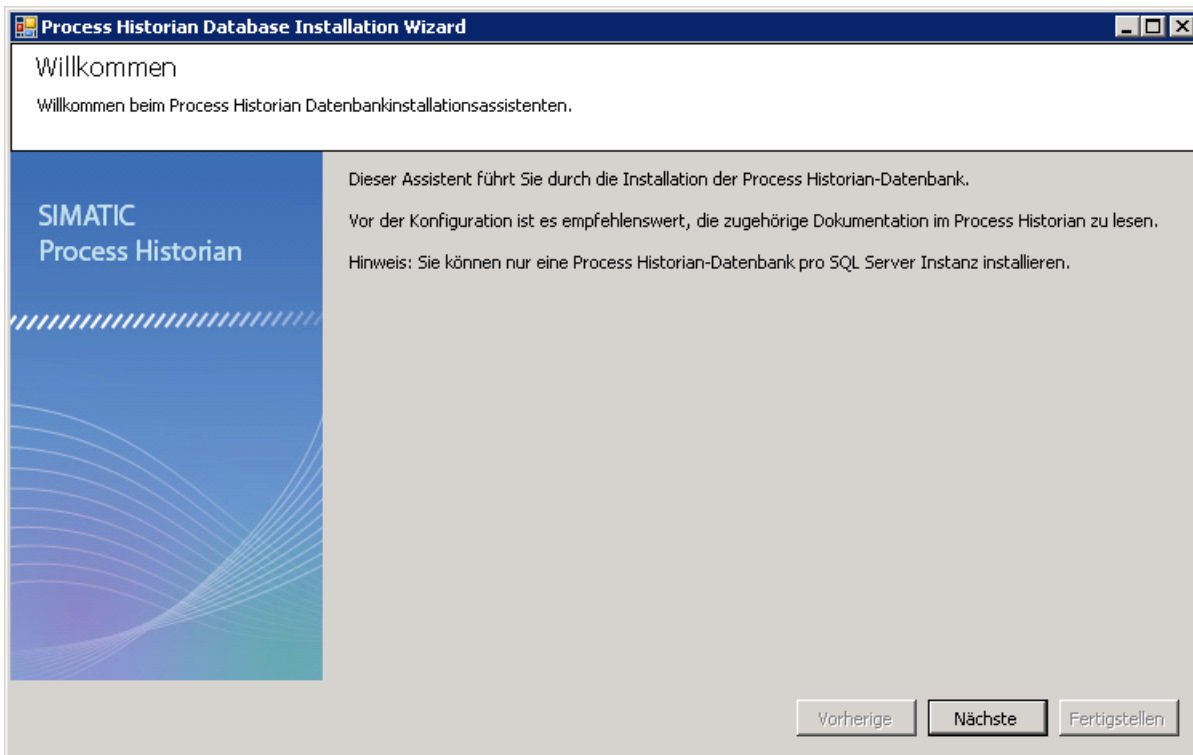 Process Historian Database Installation Wizard
Willkommen
Willkommen beim Process Historian Datenbankinstallationsassistenten.
SIMATIC
Process Historian
Dieser Assistent führt Sie durch die Installation der Process Historian-Datenbank.
Vor der Konfiguration ist es empfehlenswert, die zugehörige Dokumentation im Process Historian zu lesen.
Hinweis: Sie können nur eine Process Historian-Datenbank pro SQL Server Instanz installieren.
Vorherige
Nächste
Fertigstellen